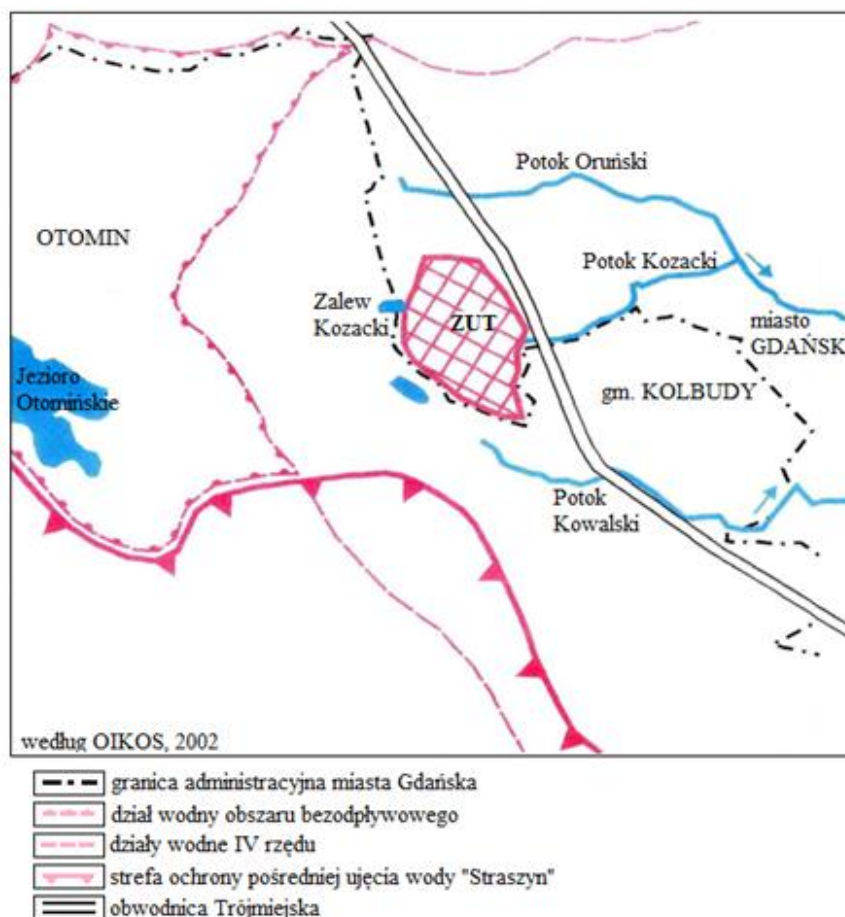 Potok Oruński
OTOMIN
Potok Kozacki
Zalew
Kozacki
ZUT
miasto
GDAŃSK
Jezioro
Otomińskie
gm. KOLBUDY
Potok
Kowalski
według OIKOS, 2002
granica administracyjna miasta Gdańska
dział wodny obszaru bezodpływowego
działy wodne IV rzędu
strefa ochrony pośredniej ujęcia wody "Straszyn"
obwodnica Trójmiejska